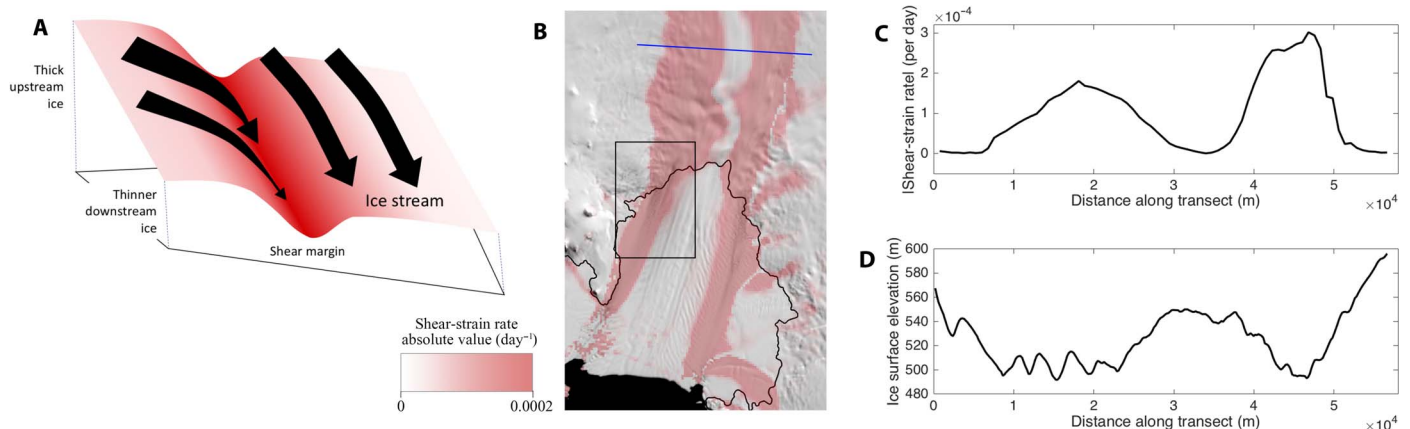 A
Thick
upstream
ice
Thinner
downstream
ice
Ice stream
Shear margin
Shear-strain rate
absolute value (day⁻¹)
0
0.0002
B
C
×10⁻⁴
|Shear-strain rate| (per day)
3
2
1
0
0
1
2
3
4
5
Distance along transect (m)
×10⁴
D
Ice surface elevation (m)
600
580
560
540
520
500
480
0
1
2
3
4
5
Distance along transect (m)
×10⁴